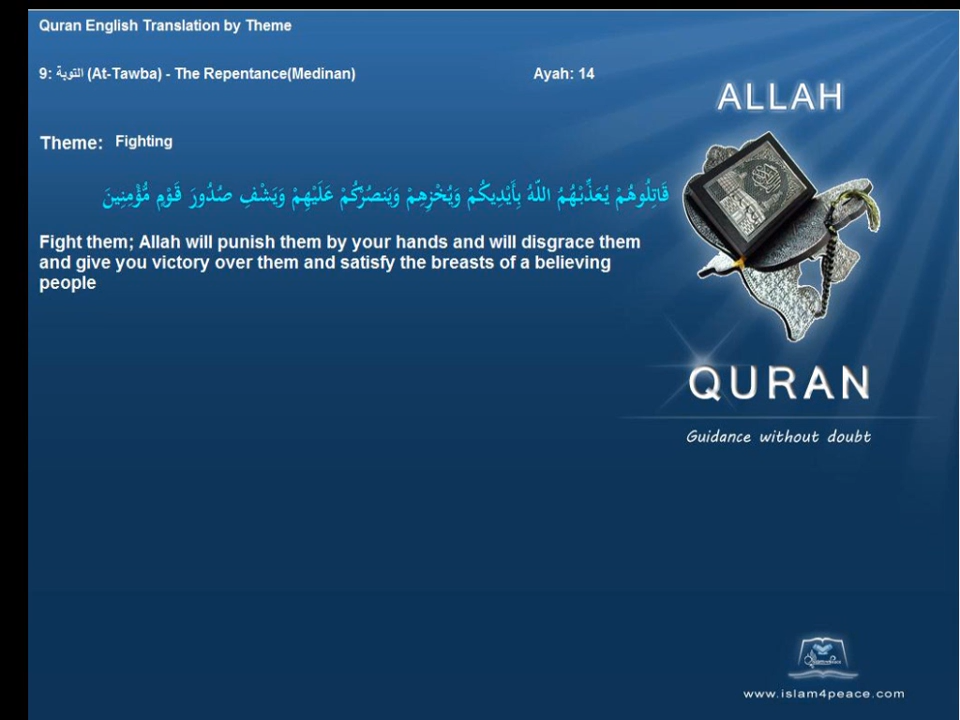 Quran English Translation by Theme
9: التوبة (At-Tawba) - The Repentance(Medinan) Ayah: 14
ALLAH
Theme: Fighting
قَاتِلُوهُمْ يُعَذِّبْهُمُ اللّهُ بِأَيْدِيكُمْ وَيُخْزِهِمْ وَيَنصُرْكُمْ عَلَيْهِمْ وَيَشْفِ صُدُورَ قَوْمٍ مُّؤْمِنِينَ
Fight them; Allah will punish them by your hands and will disgrace them
and give you victory over them and satisfy the breasts of a believing
people
QURAN
Guidance without doubt
www.islam4peace.com